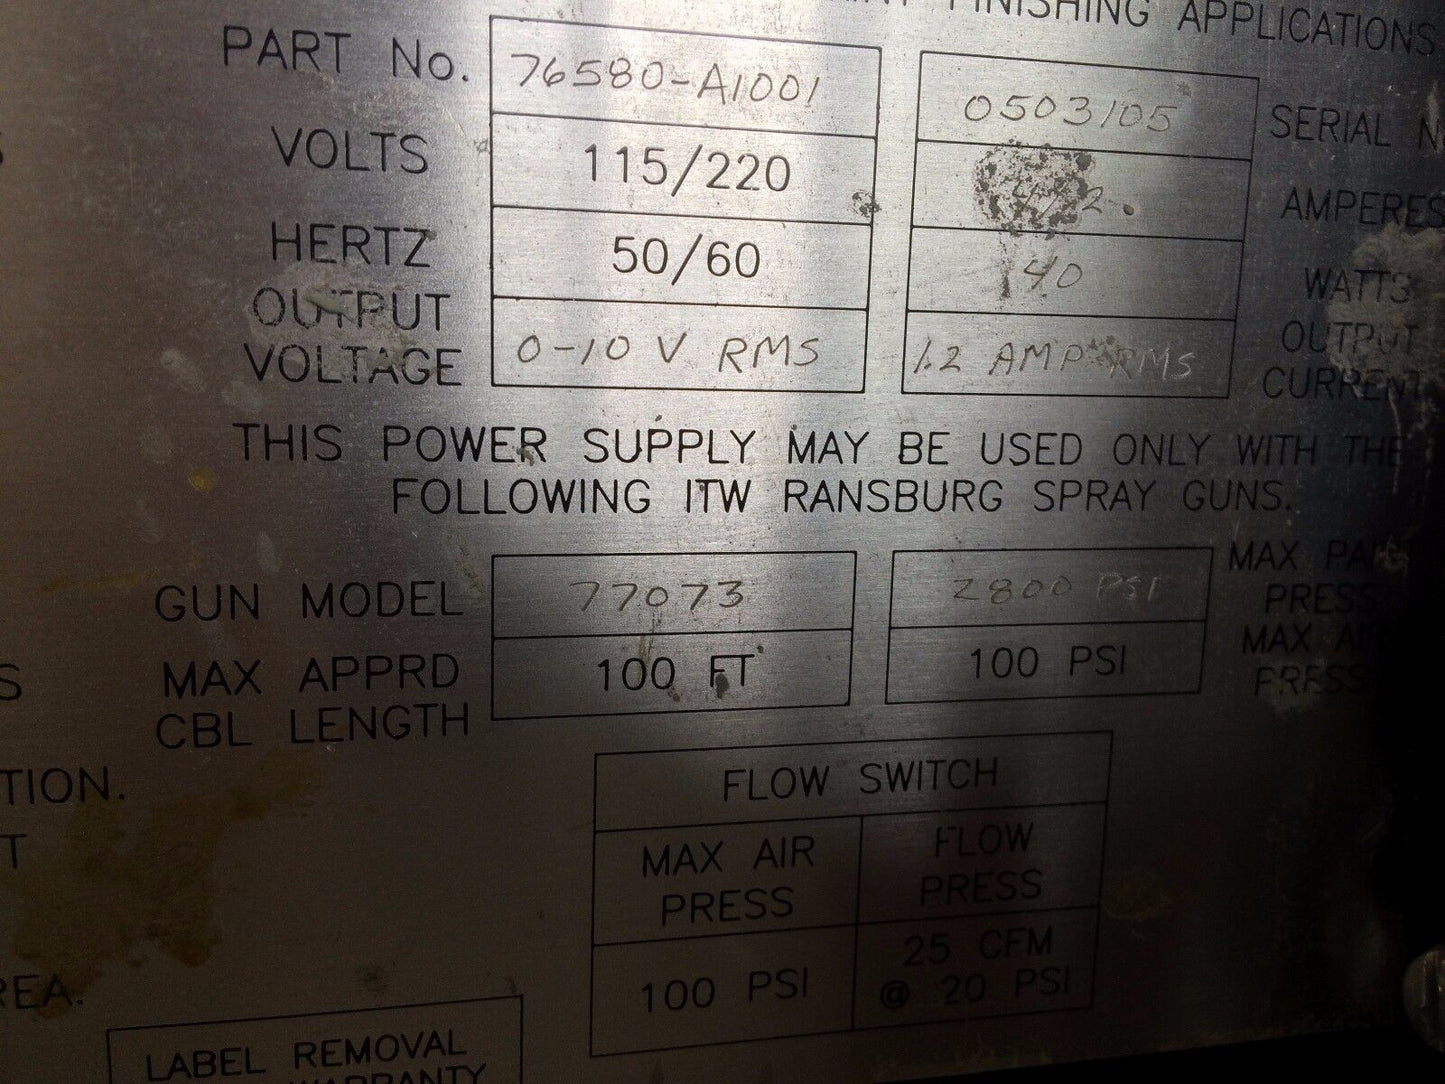 FINISHING APPLICATIONS
PART No. 76580-A1001 0503105 SERIAL
VOLTS 115/220 AMPERES
HERTZ 50/60 40 WATTS
OUTPUT VOLTAGE 0-10 V RMS 1.2 AMP RMS OUTPUT CURRENT
THIS POWER SUPPLY MAY BE USED ONLY WITH THE
FOLLOWING ITW RANSBURG SPRAY GUNS.
GUN MODEL 77073 2800 PSI MAX PRESS
MAX APPRD CBL LENGTH 100 FT 100 PSI MAX AIR PRESS
TION.
T
REA.
FLOW SWITCH
MAX AIR PRESS FLOW PRESS
100 PSI 25 CFM @ 20 PSI
LABEL REMOVAL
WARRANTY